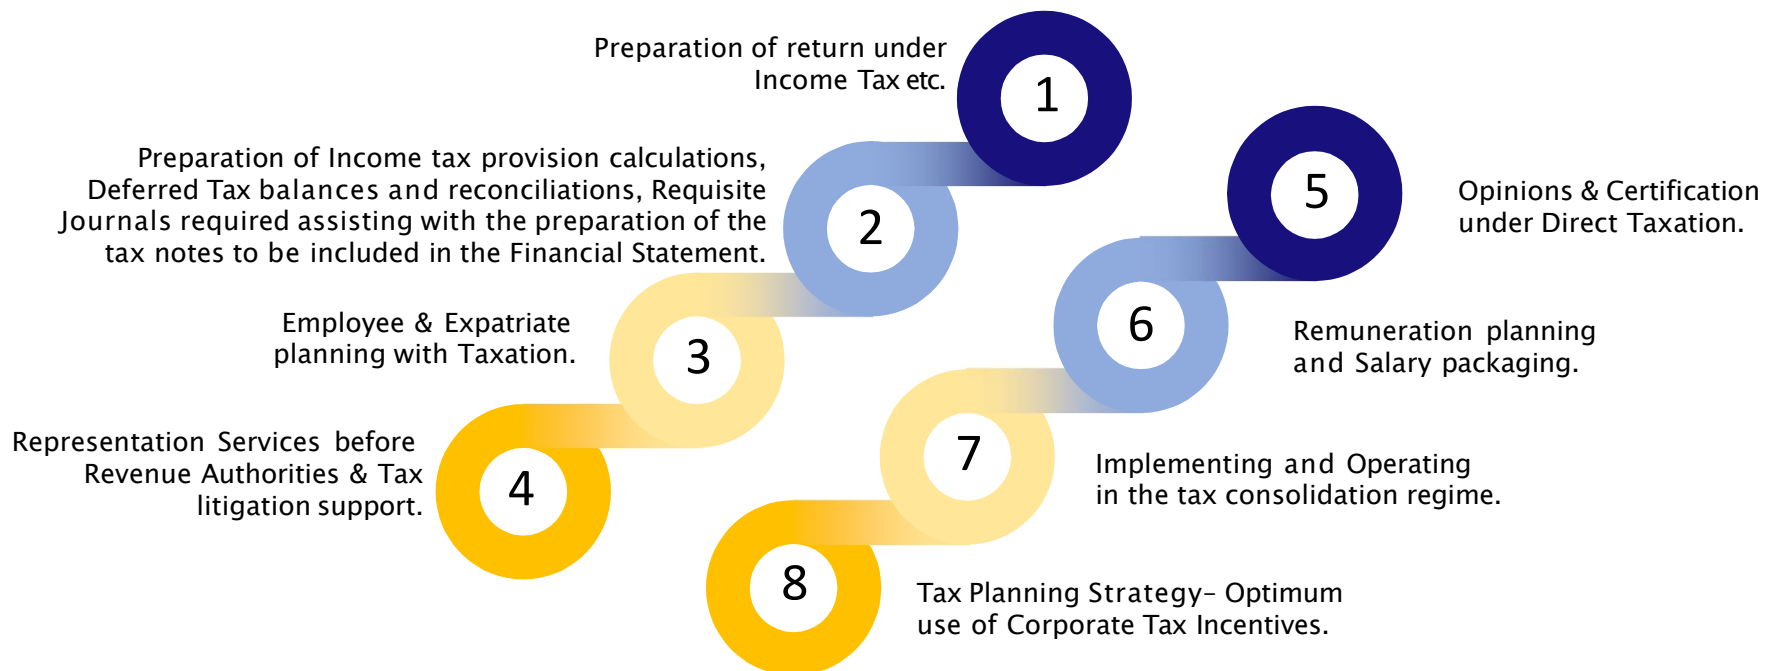 1
Preparation of return under
Income Tax etc.
2
Preparation of Income tax provision calculations,
Deferred Tax balances and reconciliations, Requisite
Journals required assisting with the preparation of the
tax notes to be included in the Financial Statement.
3
Employee & Expatriate
planning with Taxation.
4
Representation Services before
Revenue Authorities & Tax
litigation support.
5
Opinions & Certification
under Direct Taxation.
6
Remuneration planning
and Salary packaging.
7
Implementing and Operating
in the tax consolidation regime.
8
Tax Planning Strategy– Optimum
use of Corporate Tax Incentives.